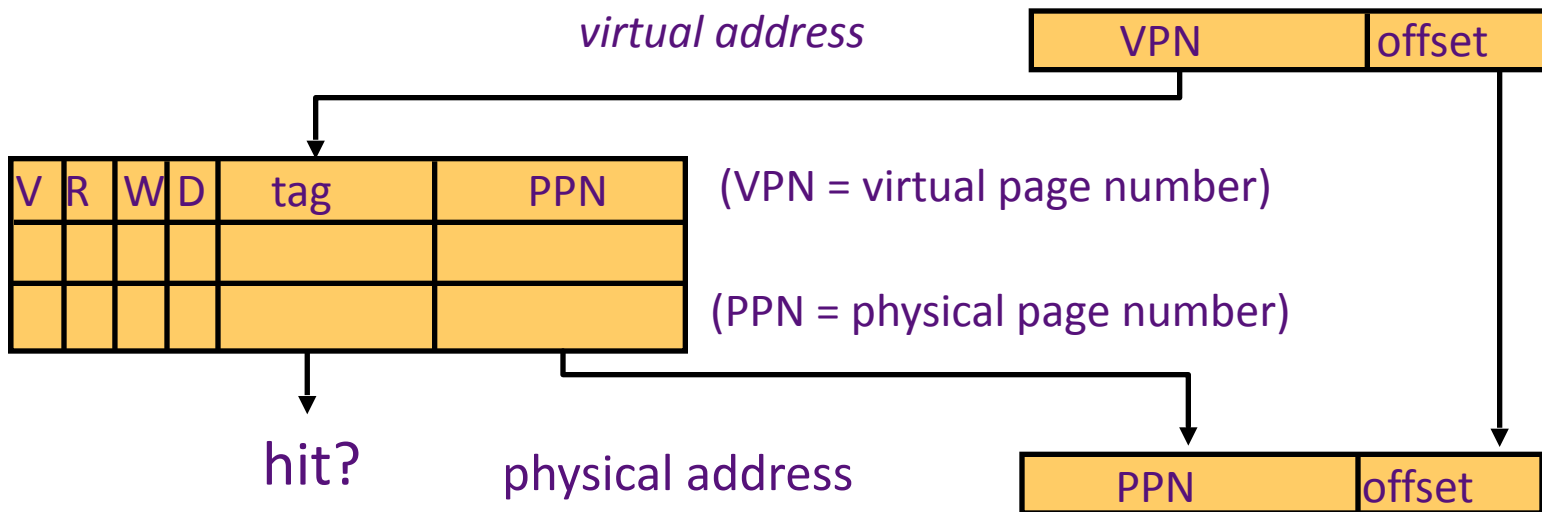 virtual address
VPN offset
V R W D tag PPN
(VPN = virtual page number)
(PPN = physical page number)
hit?
physical address
PPN offset